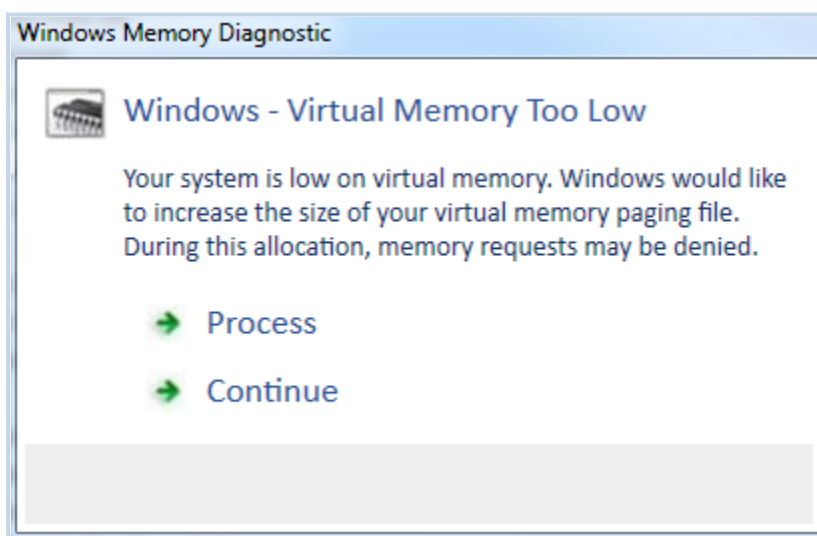 Windows Memory Diagnostic
Windows - Virtual Memory Too Low
Your system is low on virtual memory. Windows would like
to increase the size of your virtual memory paging file.
During this allocation, memory requests may be denied.
Process
Continue